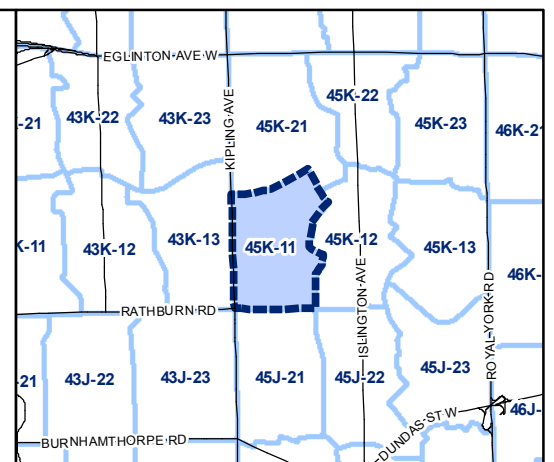 EGLINTON AVE W
45K-22
-21
43K-22
43K-23
KIPLING AVE
45K-21
45K-23
46K-21
K-11
43K-12
43K-13
45K-11
45K-12
45K-13
46K-
ISLINGTON AVE
ROYAL YORK RD
RATHBURN RD
21
43J-22
43J-23
45J-21
45J-22
45J-23
46J-
DUNDAS ST W
BURNHAMTHORPE RD